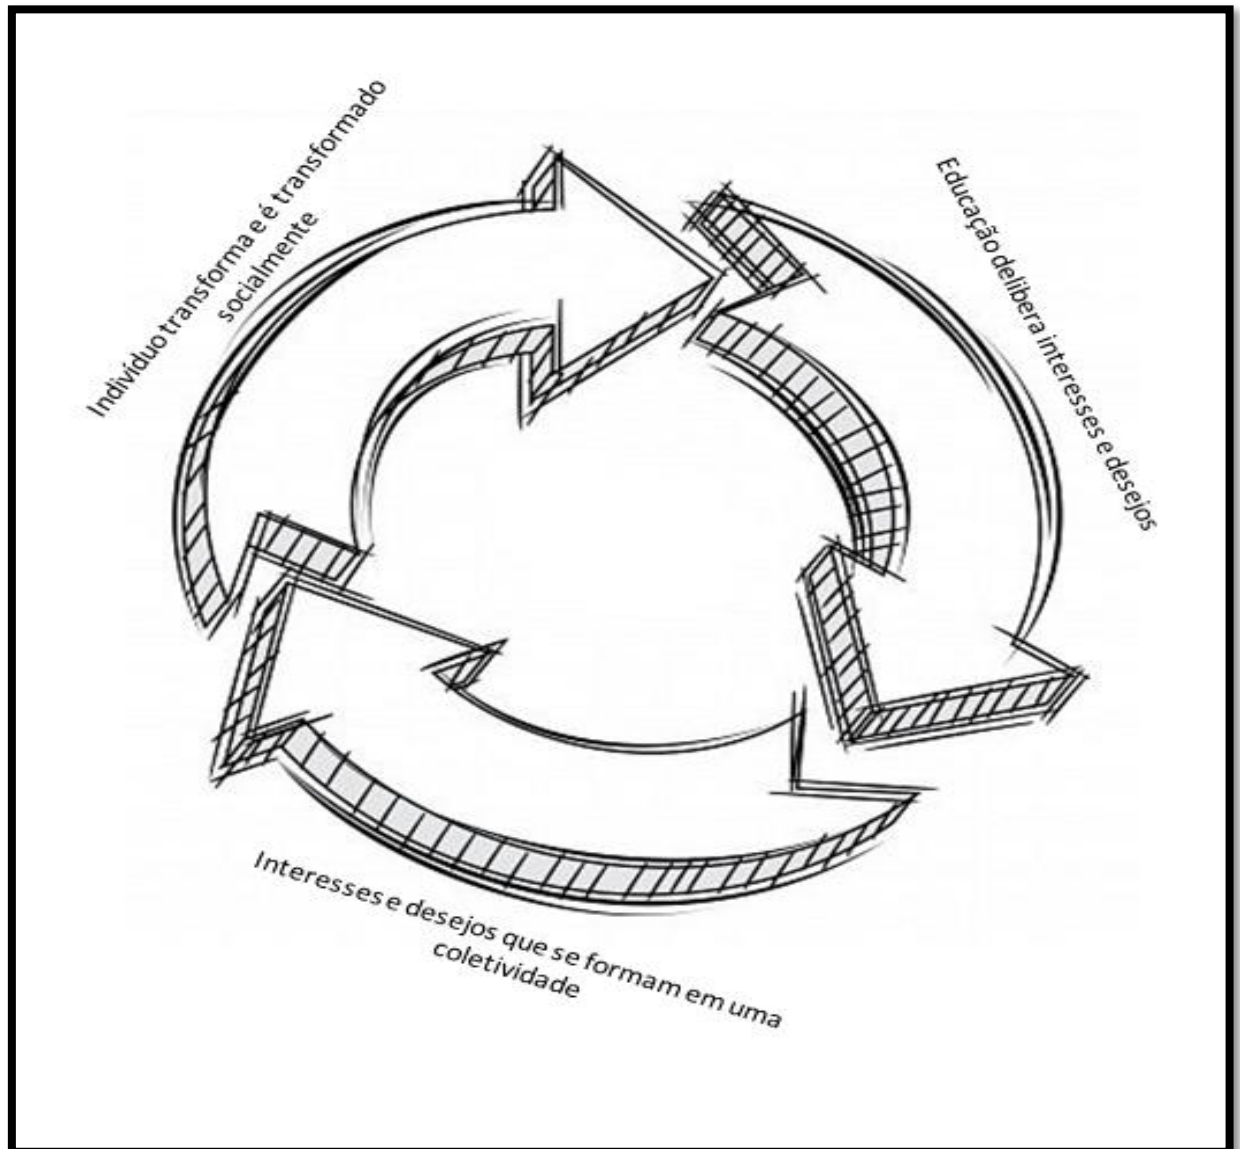 Indivíduo transforma e é transformado
socialmente
Educação delibera interesses e desejos
Interesses e desejos que se formam em uma
coletividade